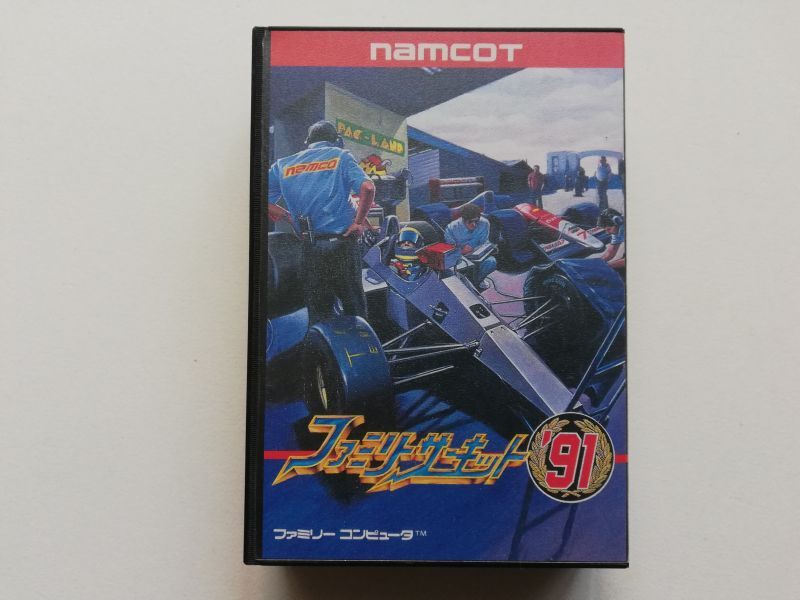 namcoT
PAC-LAND
namco
ファミリーサーキット
'91
ファミリー コンピュータ™